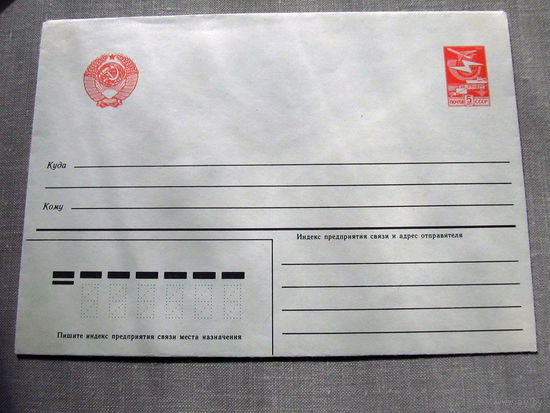 ПОЧТА 5 СССР
Куда
Кому
Индекс предприятия связи и адрес отправителя
Пишите индекс предприятия связи места назначения